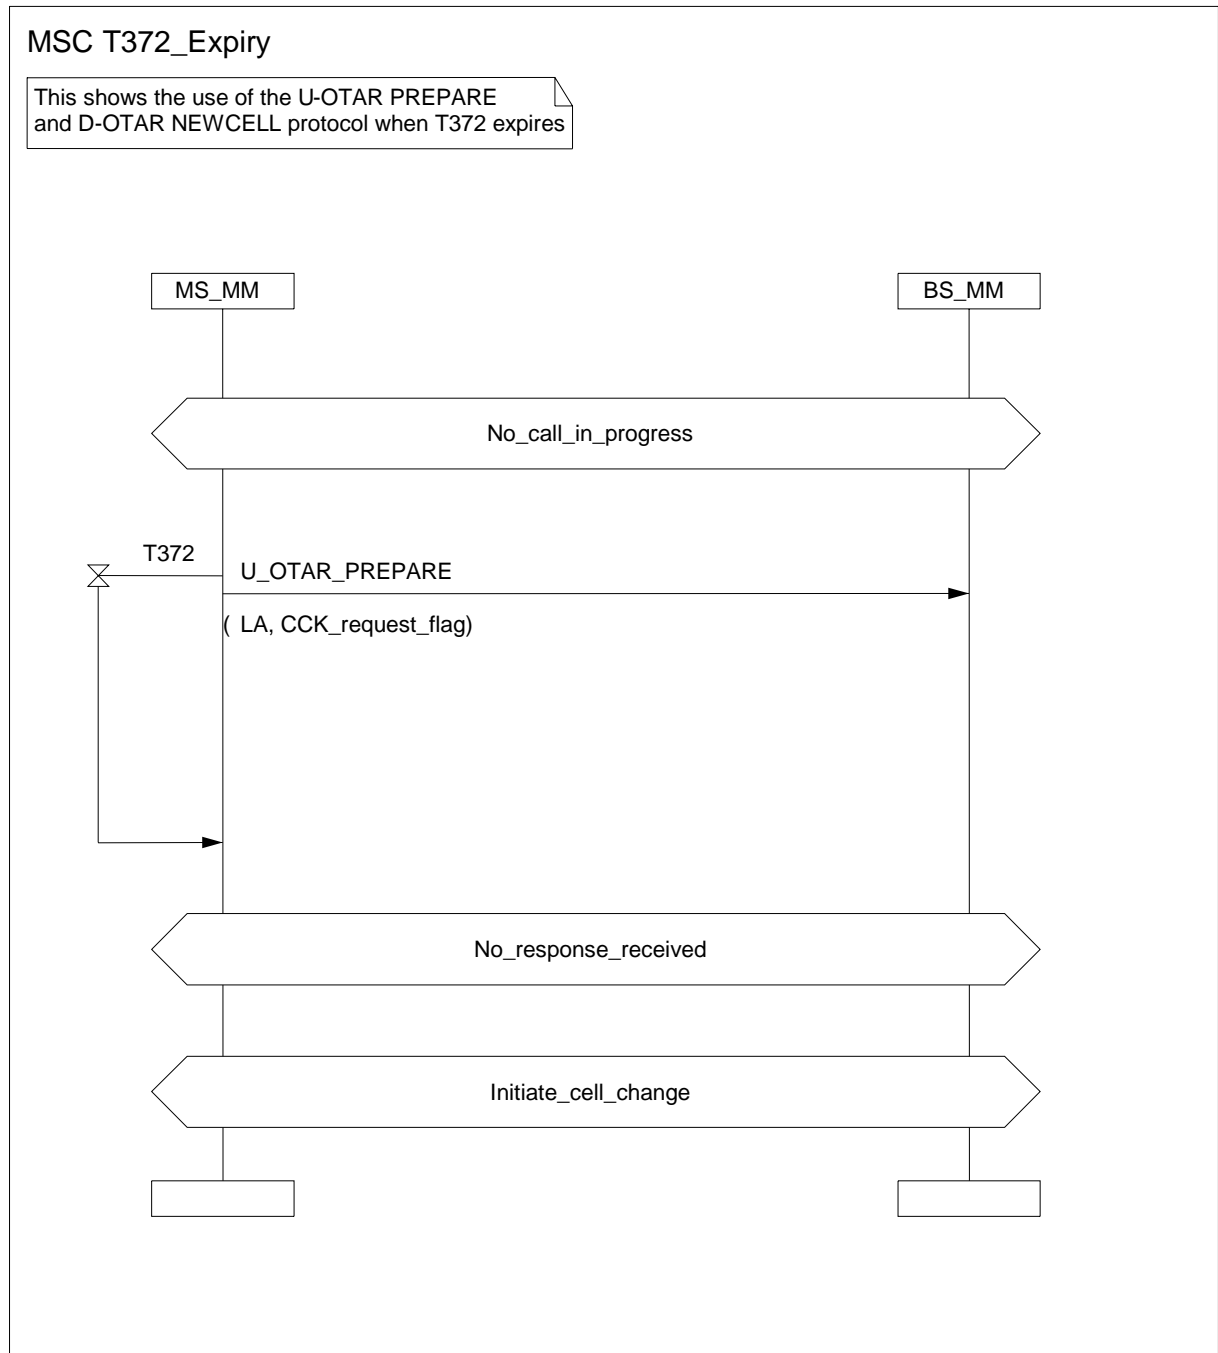 MSC T372_Expiry
This shows the use of the U-OTAR PREPARE
and D-OTAR NEWCELL protocol when T372 expires
MS_MM
BS_MM
No_call_in_progress
T372
U_OTAR_PREPARE
( LA, CCK_request_flag)
No_response_received
Initiate_cell_change